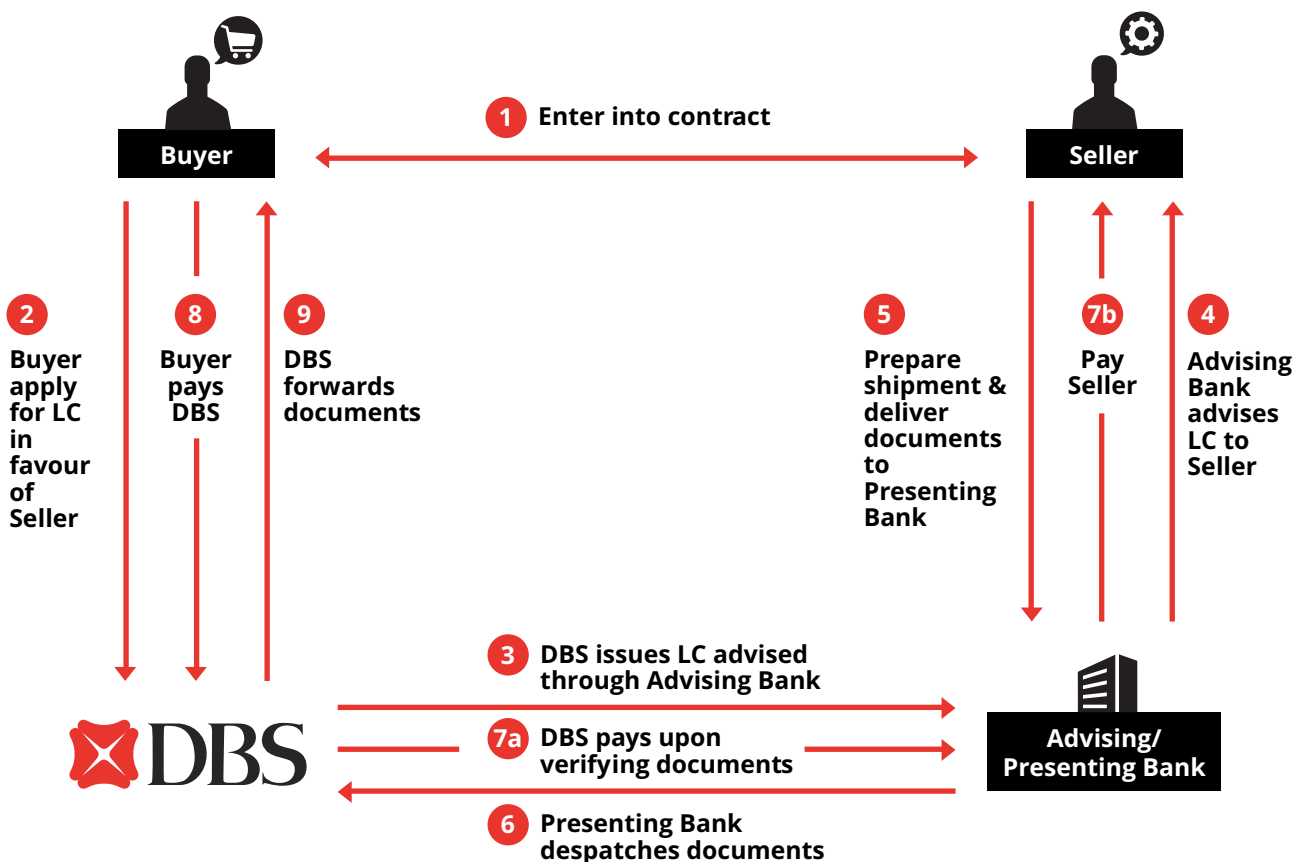 1 Enter into contract
Buyer
Seller
2
Buyer
apply
for LC
in
favour
of
Seller
8
Buyer
pays
DBS
9
DBS
forwards
documents
5
Prepare
shipment &
deliver
documents
to
Presenting
Bank
7b
Pay
Seller
4
Advising
Bank
advises
LC to
Seller
3 DBS issues LC advised
through Advising Bank
DBS
7a DBS pays upon
verifying documents
Advising/
Presenting Bank
6 Presenting Bank
despatches documents